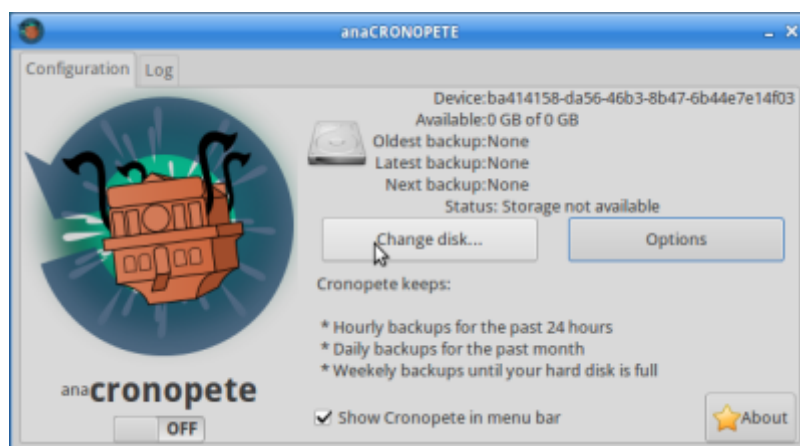 anaCRONOPETE
Configuration
Log
Device:ba414158-da56-46b3-8b47-6b44e7e14f03
Available:0 GB of 0 GB
Oldest backup:None
Latest backup:None
Next backup:None
Status: Storage not available
Change disk...
Options
Cronopete keeps:
* Hourly backups for the past 24 hours
* Daily backups for the past month
* Weekely backups until your hard disk is full
anacronopete
OFF
Show Cronopete in menu bar
About